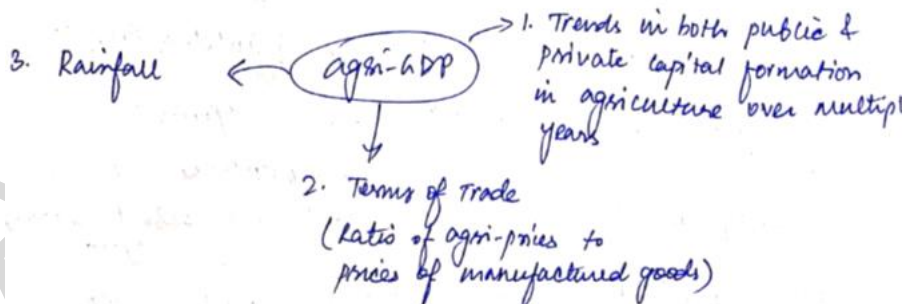 agri-GDP
1. Trends in both public &
private capital formation
in agriculture over multipl
years
2. Terms of Trade
(Ratio of agri-prices to
prices of manufactured goods)
3. Rainfall